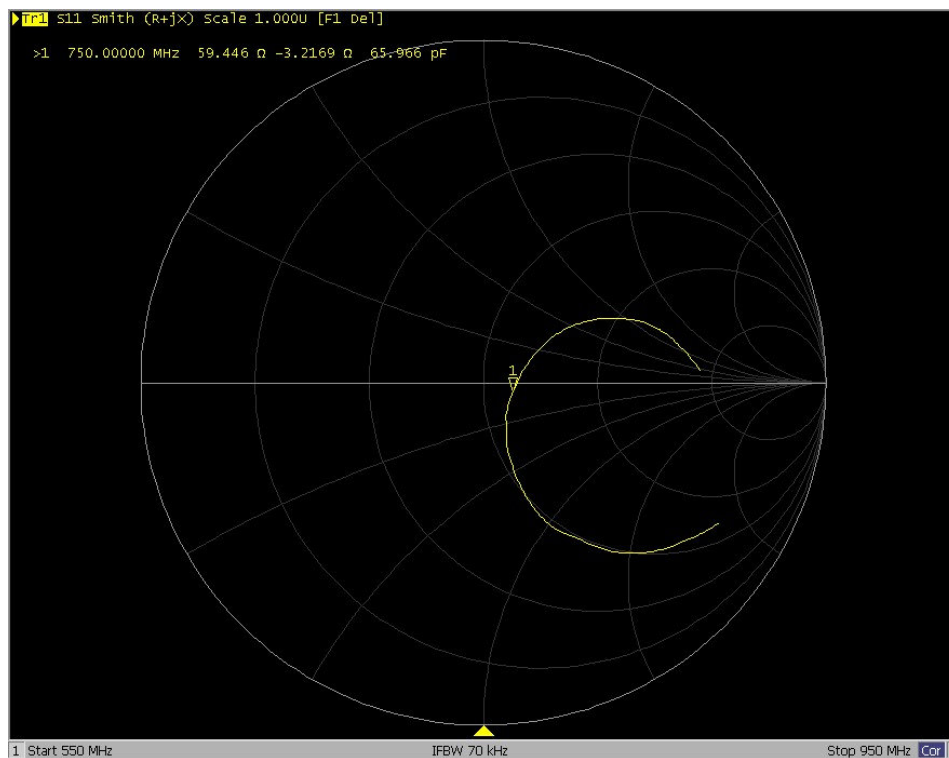 Tr1 S11 Smith (R+jX) Scale 1.000U [F1 Del]
>1 750.00000 MHz 59.446 Ω -3.2169 Ω 65.966 pF
1
1 Start 550 MHz IFBW 70 kHz Stop 950 MHz Cor